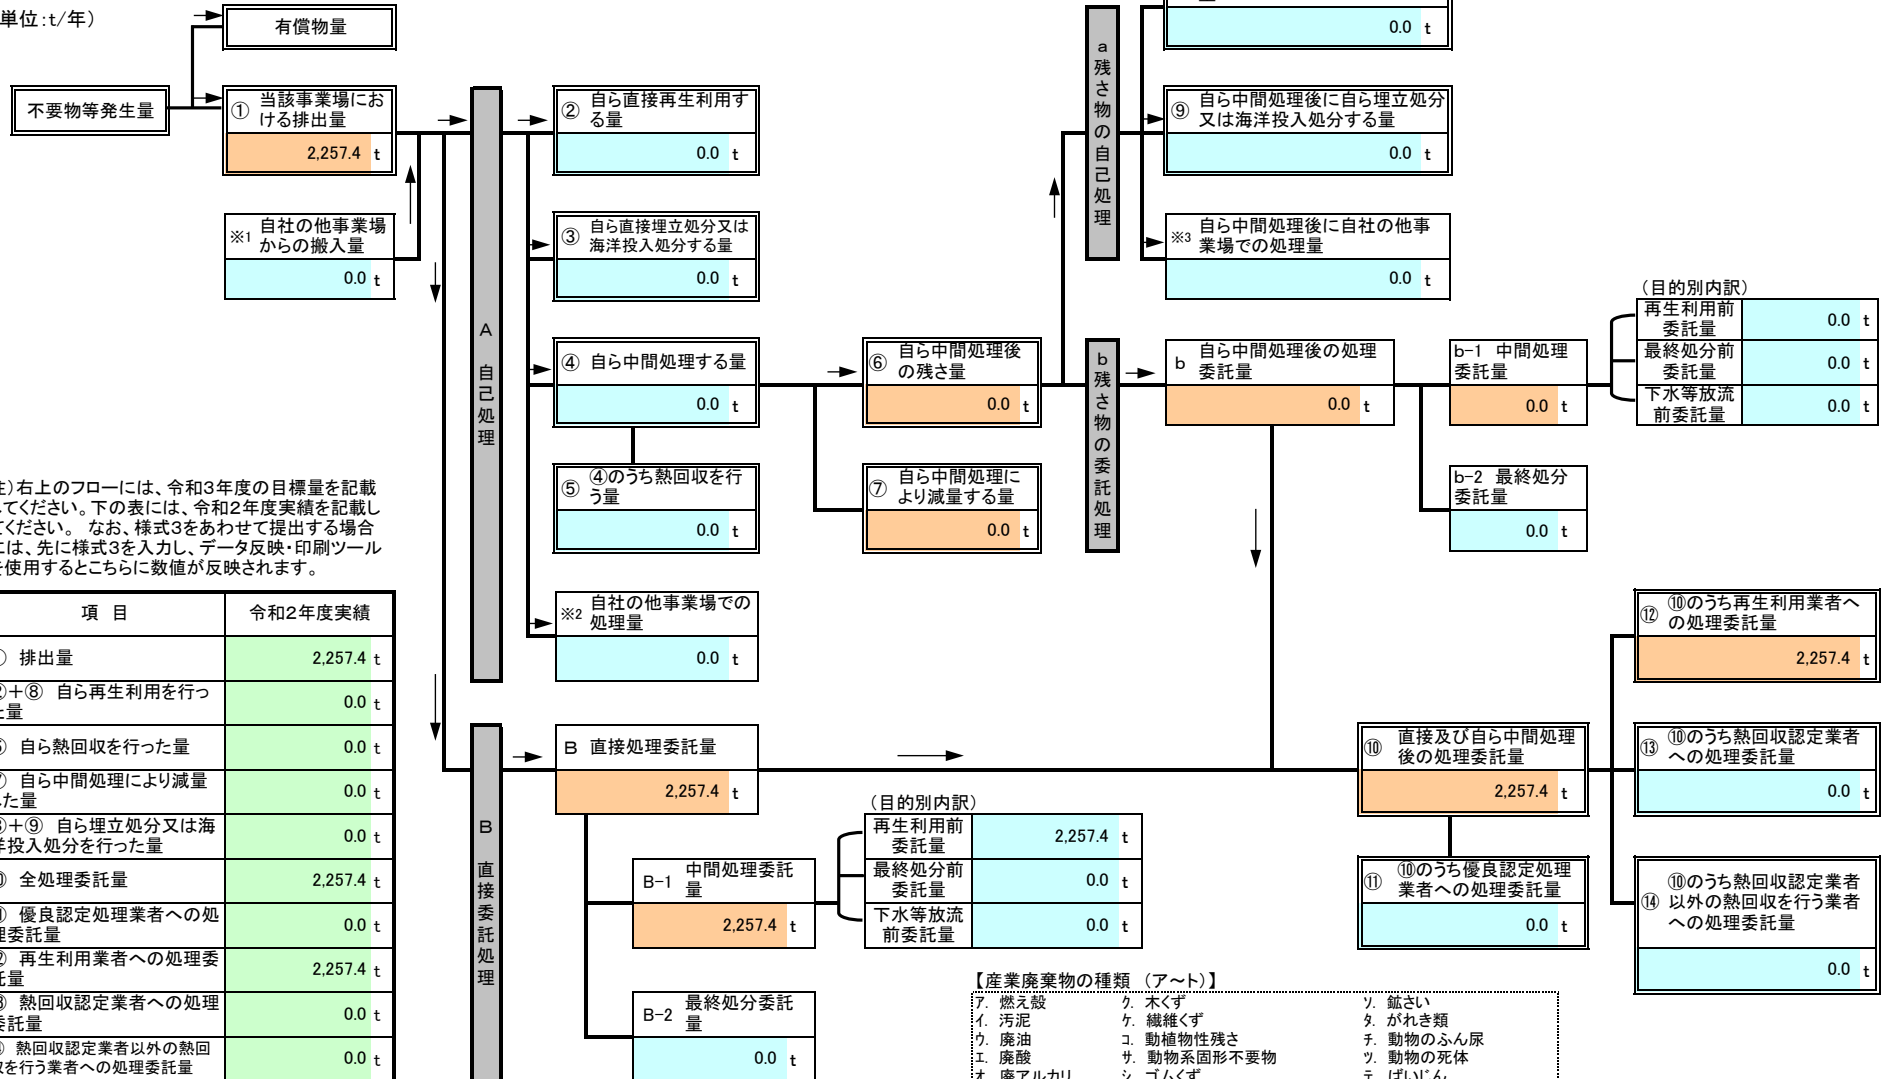 単位：t/年）
有償物量
不要物等発生量
① 当該事業場にお
ける排出量
2,257.4 t
※1 自社の他事業場
からの搬入量
0.0 t
A 自己処理
② 自ら直接再生利用す
る量
0.0 t
③ 自ら直接埋立処分又は
海洋投入処分する量
0.0 t
④ 自ら中間処理する量
0.0 t
⑤ ④のうち熱回収を行
う量
0.0 t
※2 自社の他事業場での
処理量
0.0 t
⑥ 自ら中間処理後
の残さ量
0.0 t
⑦ 自ら中間処理に
より減量する量
0.0 t
a 残さ物の自己処理
0.0 t
⑨ 自ら中間処理後に自ら埋立処分
又は海洋投入処分する量
0.0 t
※3 自ら中間処理後に自社の他事
業場での処理量
0.0 t
b 残さ物の委託処理
b 自ら中間処理後の処理
委託量
0.0 t
b-1 中間処理
委託量
0.0 t
b-2 最終処分
委託量
0.0 t
（目的別内訳）
再生利用前
委託量
0.0 t
最終処分前
委託量
0.0 t
下水等放流
前委託量
0.0 t
）右上のフローには、令和3年度の目標量を記載
てください。下の表には、令和2年度実績を記載し
ください。 なお、様式3をあわせて提出する場合
は、先に様式3を入力し、データ反映・印刷ツール
使用するとこちらに数値が反映されます。
項 目 令和2年度実績
排出量 2,257.4 t
＋⑧ 自ら再生利用を行っ
量 0.0 t
自ら熱回収を行った量 0.0 t
自ら中間処理により減量
た量 0.0 t
＋⑨ 自ら埋立処分又は海
投入処分を行った量 0.0 t
全処理委託量 2,257.4 t
優良認定処理業者への処
委託量 0.0 t
再生利用業者への処理委
量 2,257.4 t
熱回収認定業者への処理
託量 0.0 t
熱回収認定業者以外の熱回
を行う業者への処理委託量 0.0 t
B 直接委託処理
B 直接処理委託量
2,257.4 t
B-1 中間処理委託
量
2,257.4 t
B-2 最終処分委託
量
0.0 t
（目的別内訳）
再生利用前
委託量
2,257.4 t
最終処分前
委託量
0.0 t
下水等放流
前委託量
0.0 t
⑩ 直接及び自ら中間処理
後の処理委託量
2,257.4 t
⑪ ⑩のうち優良認定処理
業者への処理委託量
0.0 t
⑫ ⑩のうち再生利用業者へ
の処理委託量
2,257.4 t
⑬ ⑩のうち熱回収認定業者
への処理委託量
0.0 t
⑭ ⑩のうち熱回収認定業者
以外の熱回収を行う業者
への処理委託量
0.0 t
【産業廃棄物の種類 （ア～ト）】
ア. 燃え殻 ク. 木くず ソ. 鉱さい
イ. 汚泥 ケ. 繊維くず タ. がれき類
ウ. 廃油 コ. 動植物性残さ チ. 動物のふん尿
エ. 廃酸 サ. 動物系固形不要物 ツ. 動物の死体
オ. 廃アルカリ シ. ゴムくず テ. ばいじん